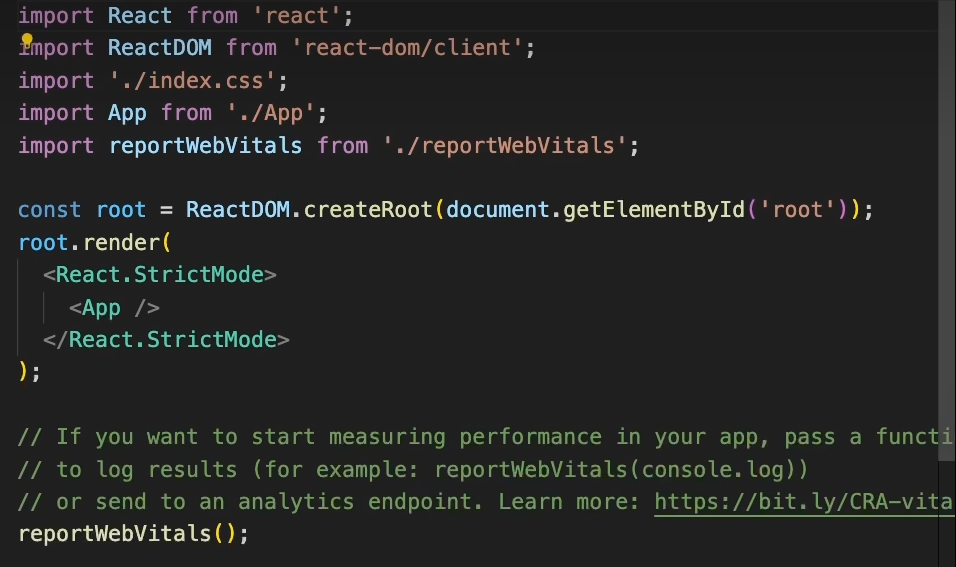 import React from 'react';
import ReactDOM from 'react-dom/client';
import './index.css';
import App from './App';
import reportWebVitals from './reportWebVitals';
const root = ReactDOM.createRoot(document.getElementById('root'));
root.render(
<React.StrictMode>
<App />
</React.StrictMode>
);
// If you want to start measuring performance in your app, pass a functi
// to log results (for example: reportWebVitals(console.log))
// or send to an analytics endpoint. Learn more: https://bit.ly/CRA-vita
reportWebVitals();